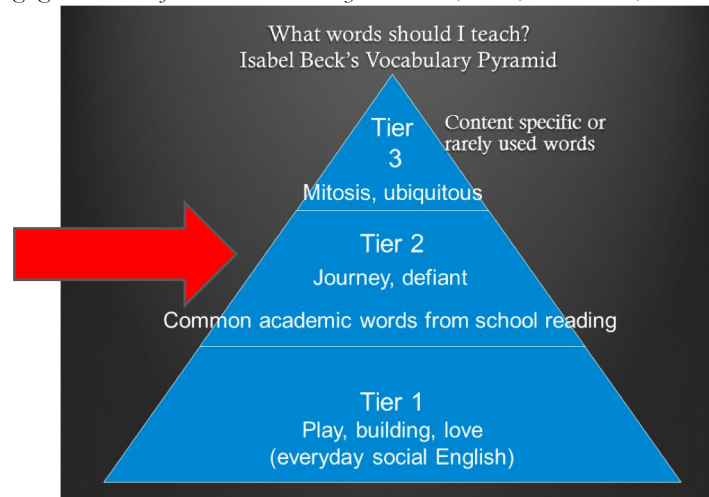 What words should I teach?
Isabel Beck's Vocabulary Pyramid
Tier
3
Content specific or
rarely used words
Mitosis, ubiquitous
Tier 2
Journey, defiant
Common academic words from school reading
Tier 1
Play, building, love
(everyday social English)